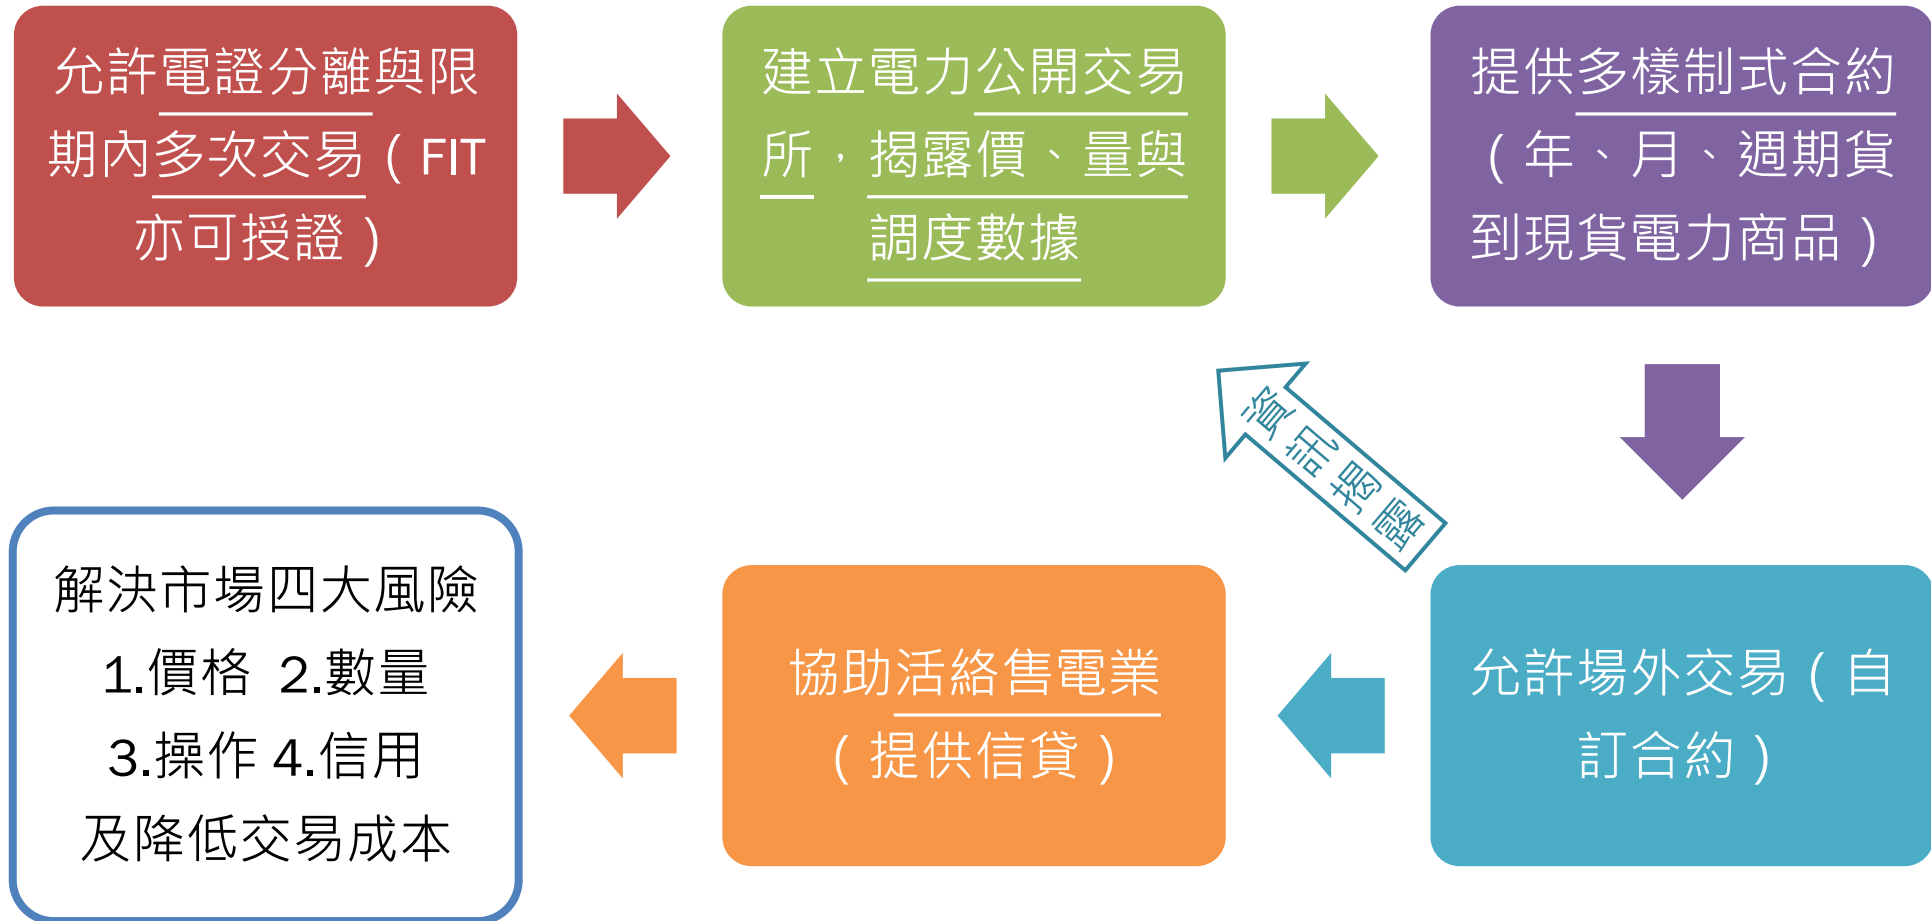 允許電證分離與限
期內多次交易（FIT
亦可授證）
建立電力公開交易
所，揭露價、量與
調度數據
提供多樣制式合約
（年、月、週期貨
到現貨電力商品）
資訊揭露
允許場外交易（自
訂合約）
協助活絡售電業
（提供信貸）
解決市場四大風險
1.價格 2.數量
3.操作 4.信用
及降低交易成本